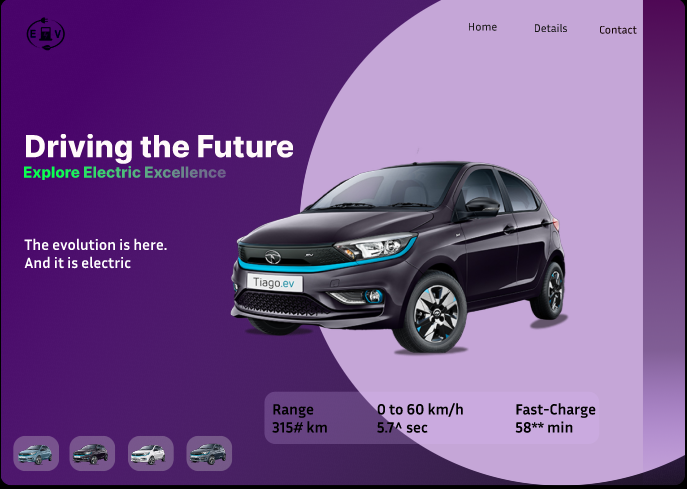 E V
Home Details Contact
Driving the Future
Explore Electric Excellence
The evolution is here.
And it is electric
Tiago.ev
Range 0 to 60 km/h Fast-Charge
315# km 5.7^ sec 58** min